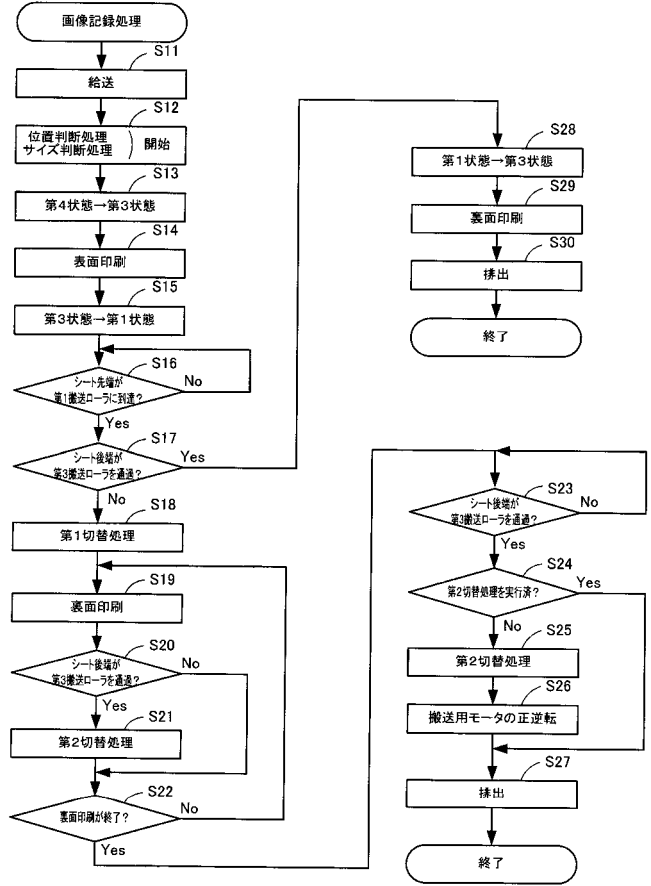 画像記録処理
S11
給送
S12
位置判断処理
サイズ判断処理
開始
S13
第4状態→第3状態
S14
表面印刷
S15
第3状態→第1状態
S16
シート先端が
第1搬送ローラに到達?
No
Yes
S17
シート後端が
第3搬送ローラを通過?
Yes
No
S18
第1切替処理
S19
裏面印刷
S20
シート後端が
第3搬送ローラを通過?
No
Yes
S21
第2切替処理
S22
裏面印刷が終了?
No
Yes
S28
第1状態→第3状態
S29
裏面印刷
S30
排出
終了
S23
シート後端が
第3搬送ローラを通過?
No
Yes
S24
第2切替処理を実行済?
Yes
No
S25
第2切替処理
S26
搬送用モータの正逆転
S27
排出
終了